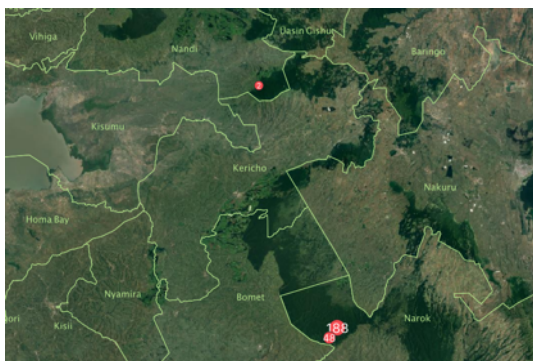 Vihiga
Nandi
Uasin Gishu
Baringo
2
Kisumu
Kericho
Nakuru
Homa Bay
Nyamira
Bomet
Kisii
188
48
Narok